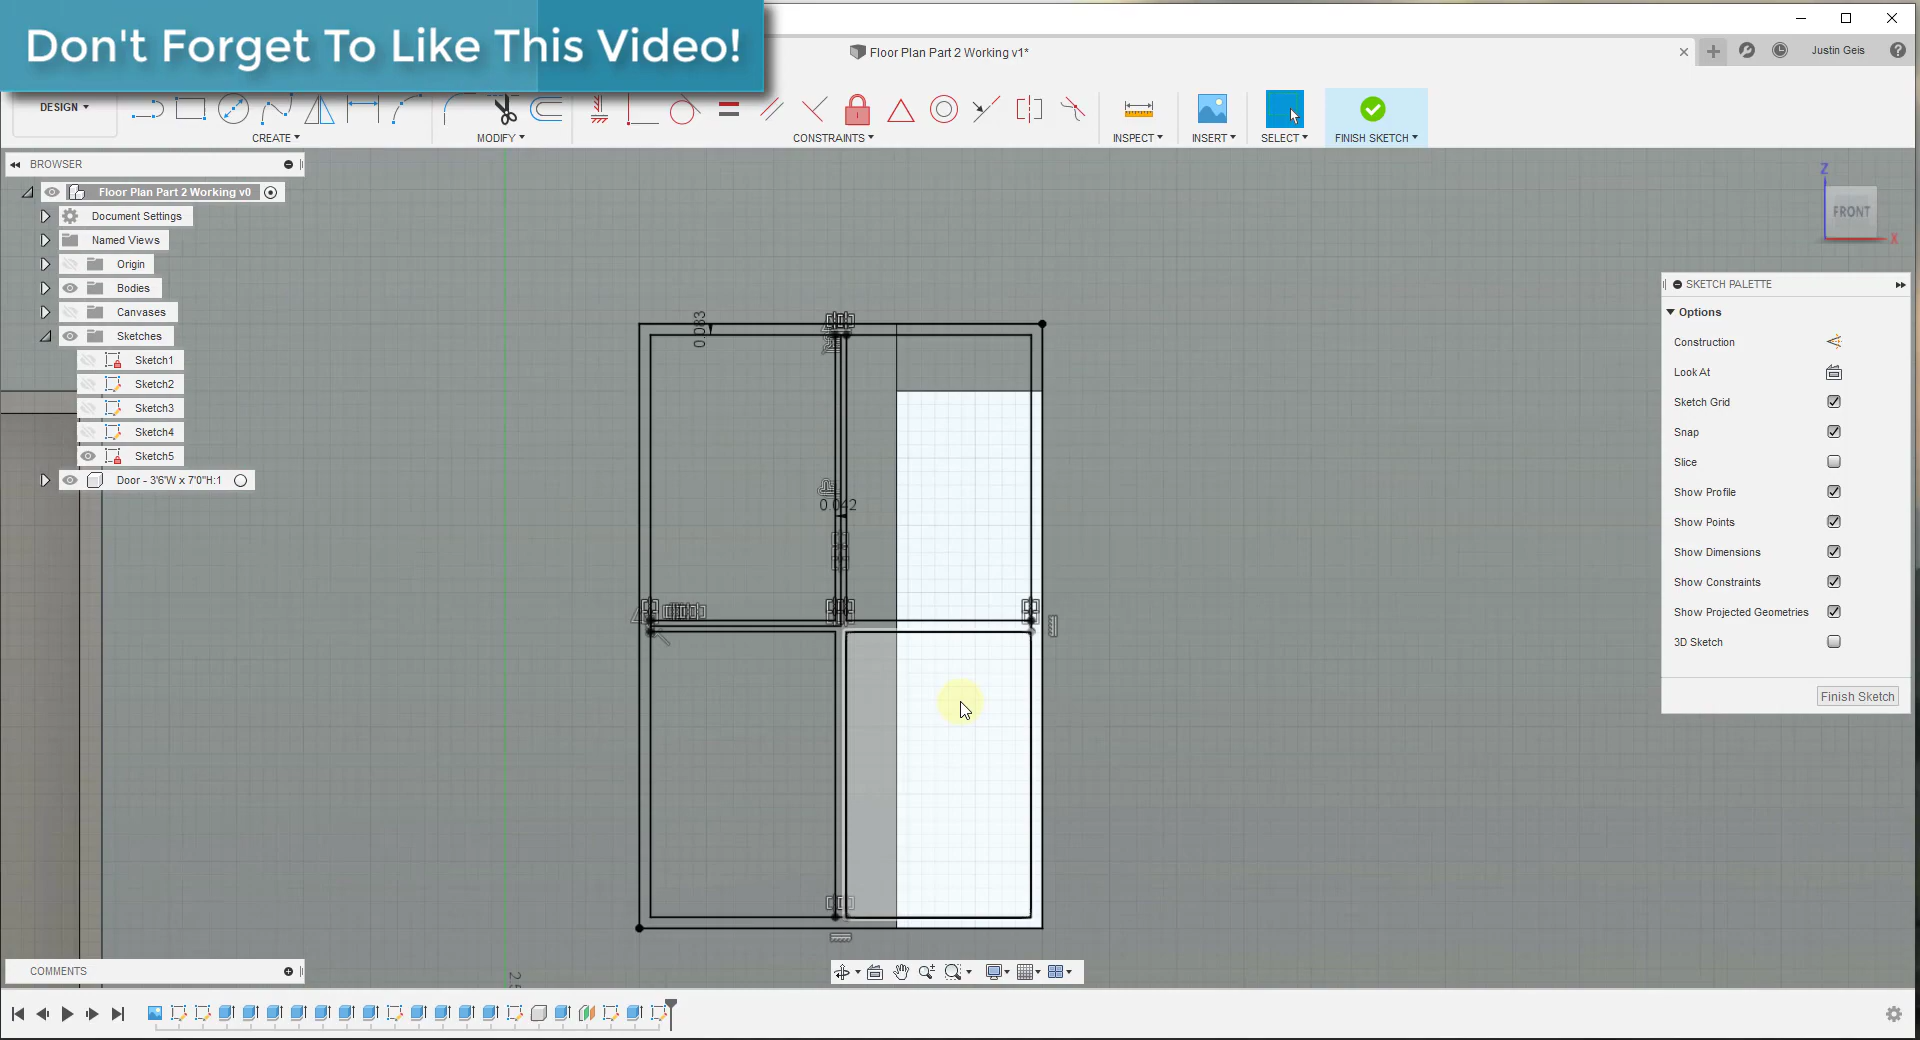 Don't Forget To Like This Video!
Floor Plan Part 2 Working v1*
Justin Geis
DESIGN
CREATE
MODIFY
CONSTRAINTS
INSPECT
INSERT
SELECT
FINISH SKETCH
BROWSER
Floor Plan Part 2 Working v0
Document Settings
Named Views
Origin
Bodies
Canvases
Sketches
Sketch1
Sketch2
Sketch3
Sketch4
Sketch5
Door - 3'6'W x 7'0"H:1
Z
FRONT
X
SKETCH PALETTE
Options
Construction
Look At
Sketch Grid
Snap
Slice
Show Profile
Show Points
Show Dimensions
Show Constraints
Show Projected Geometries
3D Sketch
Finish Sketch
0.083
0.042
COMMENTS